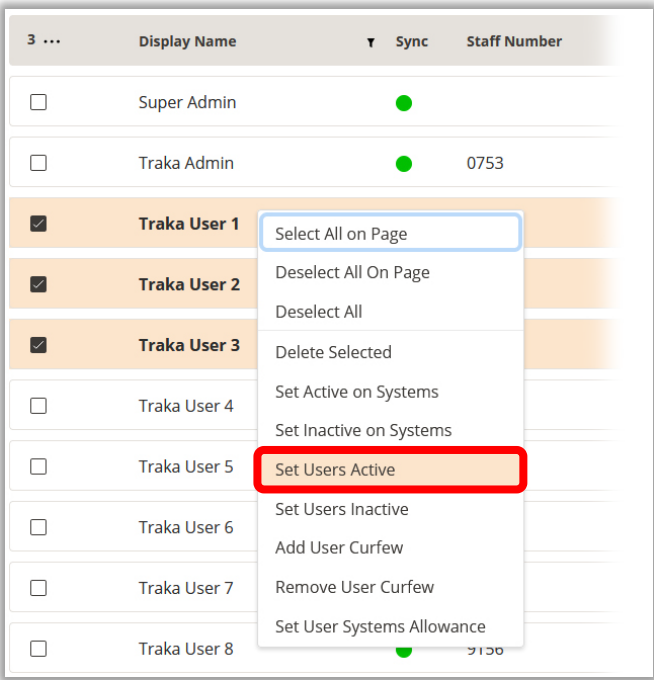 3 ... Display Name Sync Staff Number
Super Admin
Traka Admin 0753
Traka User 1
Select All on Page
Deselect All On Page
Traka User 2
Deselect All
Traka User 3
Delete Selected
Set Active on Systems
Traka User 4
Set Inactive on Systems
Traka User 5
Set Users Active
Set Users Inactive
Traka User 6
Add User Curfew
Traka User 7
Remove User Curfew
Set User Systems Allowance
Traka User 8 9156